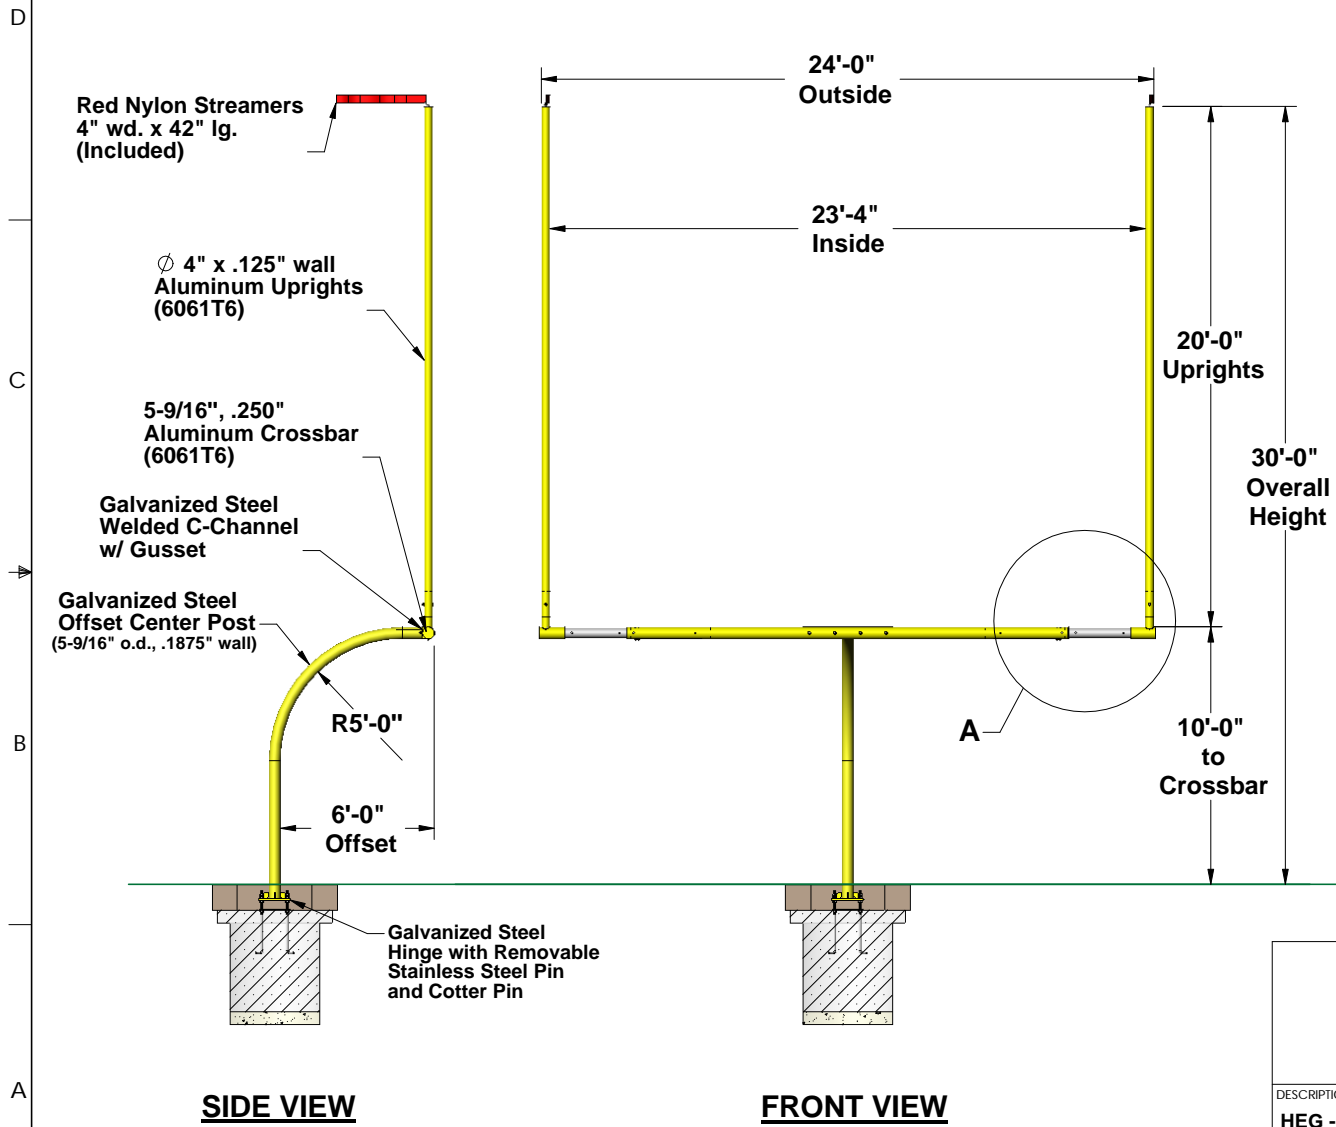 D
C
B
A
Red Nylon Streamers
4" wd. x 42" lg.
(Included)
∅ 4" x .125" wall
Aluminum Uprights
(6061T6)
5-9/16", .250"
Aluminum Crossbar
(6061T6)
Galvanized Steel
Welded C-Channel
w/ Gusset
Galvanized Steel
Offset Center Post
(5-9/16" o.d., .1875" wall)
R5'-0"
6'-0"
Offset
Galvanized Steel
Hinge with Removable
Stainless Steel Pin
and Cotter Pin
SIDE VIEW
24'-0"
Outside
23'-4"
Inside
20'-0"
Uprights
30'-0"
Overall
Height
A
10'-0"
to
Crossbar
FRONT VIEW
HEG -